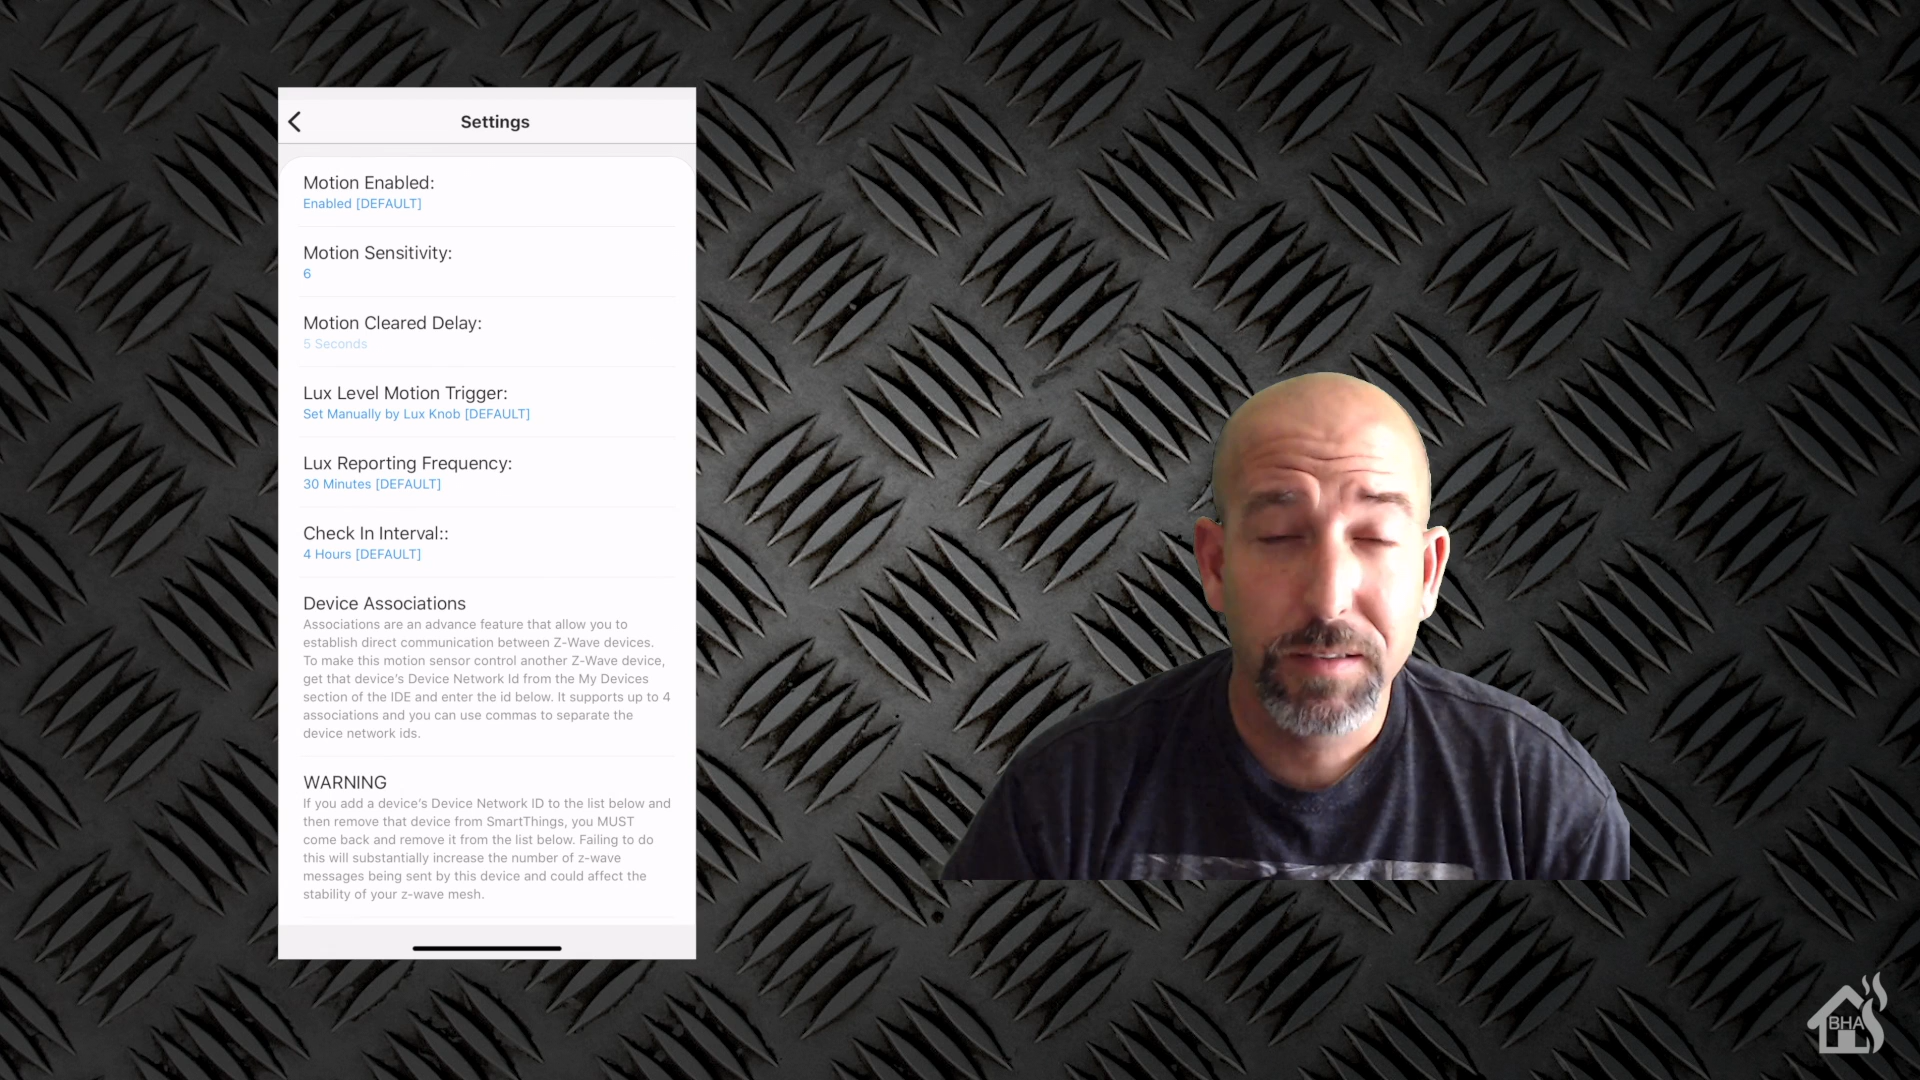 Settings
Motion Enabled:
Enabled [DEFAULT]
Motion Sensitivity:
6
Motion Cleared Delay:
5 Seconds
Lux Level Motion Trigger:
Set Manually by Lux Knob [DEFAULT]
Lux Reporting Frequency:
30 Minutes [DEFAULT]
Check In Interval::
4 Hours [DEFAULT]
Device Associations
Associations are an advance feature that allow you to
establish direct communication between Z-Wave devices.
To make this motion sensor control another Z-Wave device,
get that device's Device Network Id from the My Devices
section of the IDE and enter the id below. It supports up to 4
associations and you can use commas to separate the
device network ids.
WARNING
If you add a device's Device Network ID to the list below and
then remove that device from SmartThings, you MUST
come back and remove it from the list below. Failing to do
this will substantially increase the number of z-wave
messages being sent by this device and could affect the
stability of your z-wave mesh.
BHA